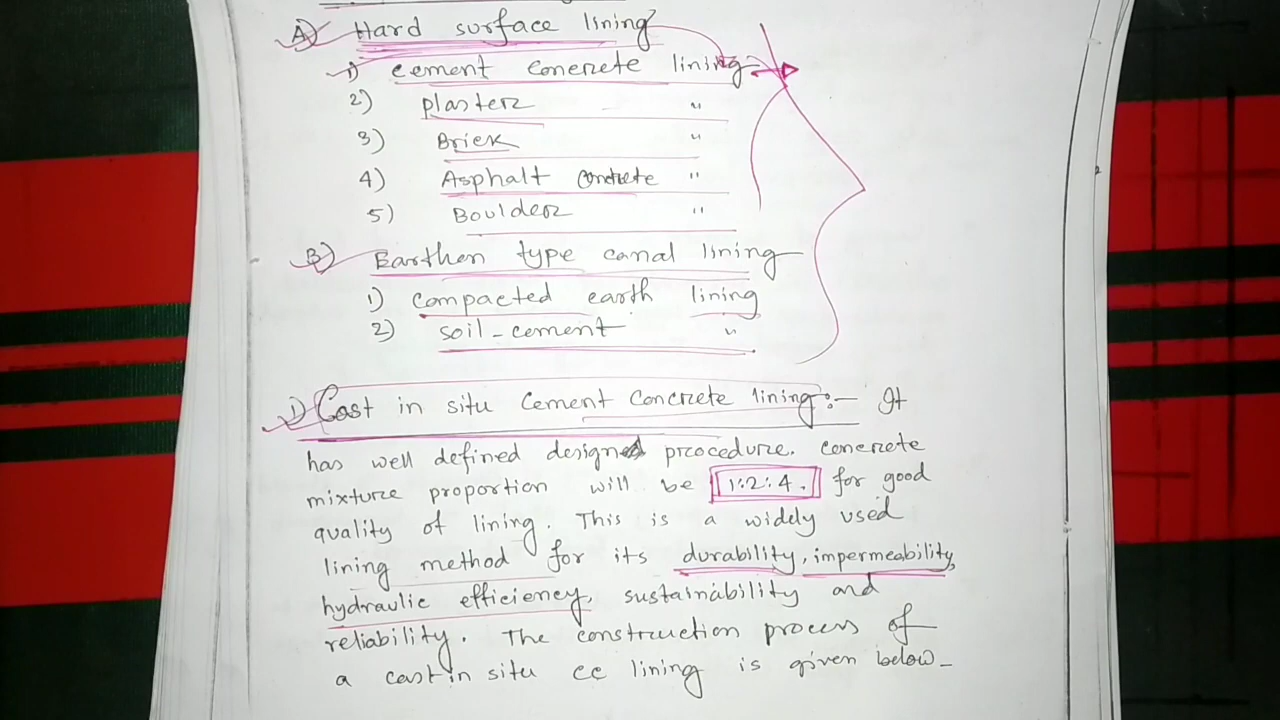 A) Hard surface lining
1) cement concrete lining
2) plaster "
3) Brick "
4) Asphalt concrete "
5) Boulder "
B) Earthen type canal lining
1) compacted earth lining
2) soil-cement "
1) Cast in situ Cement Concrete lining:- It
has well defined design procedure. concrete
mixture proportion will be 1:2:4. for good
quality of lining. This is a widely used
lining method for its durability, impermeability,
hydraulic efficiency, sustainability and
reliability. The construction process of
a cast in situ cc lining is given below-